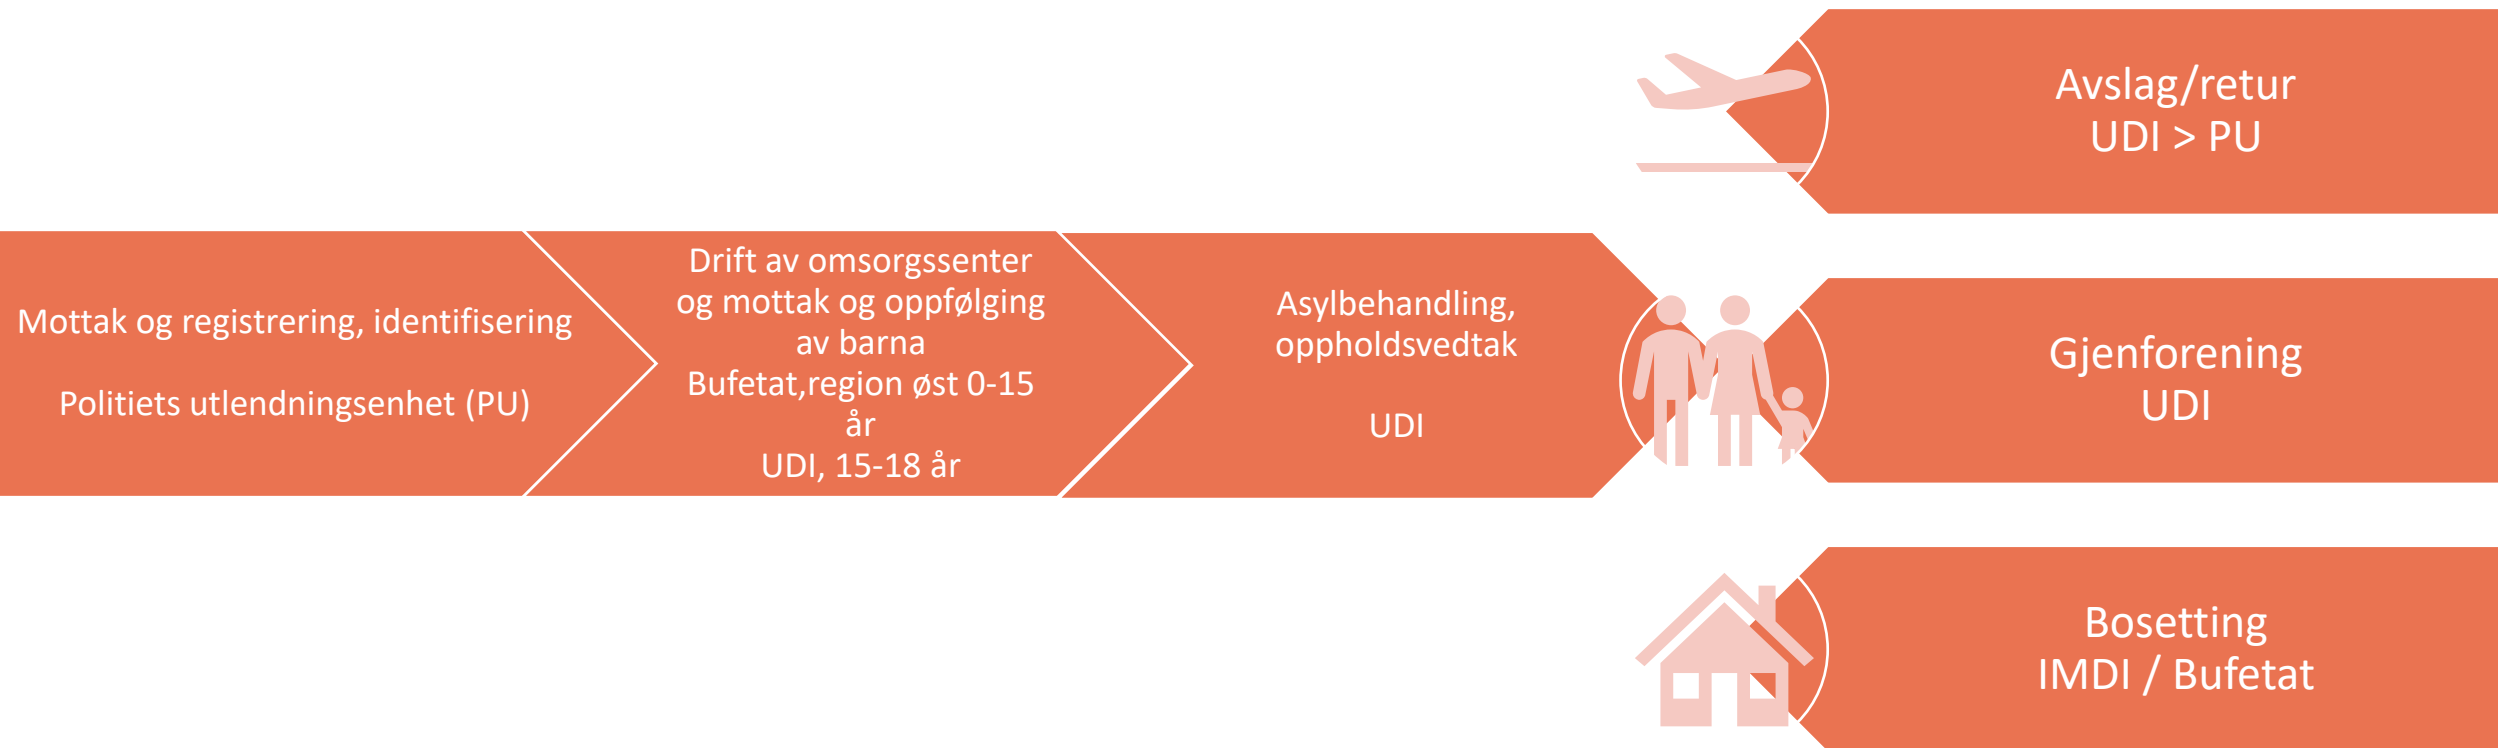 Mottak og registrering, identifisering
Politiets utlendningsenhet (PU)
Drift av omsorgssenter
og mottak og oppfølging
av barna
Bufetat,region øst 0-15
år
UDI, 15-18 år
Asylbehandling,
oppholdsvedtak
UDI
Avslag/retur
UDI > PU
Gjenforening
UDI
Bosetting
IMDI / Bufetat